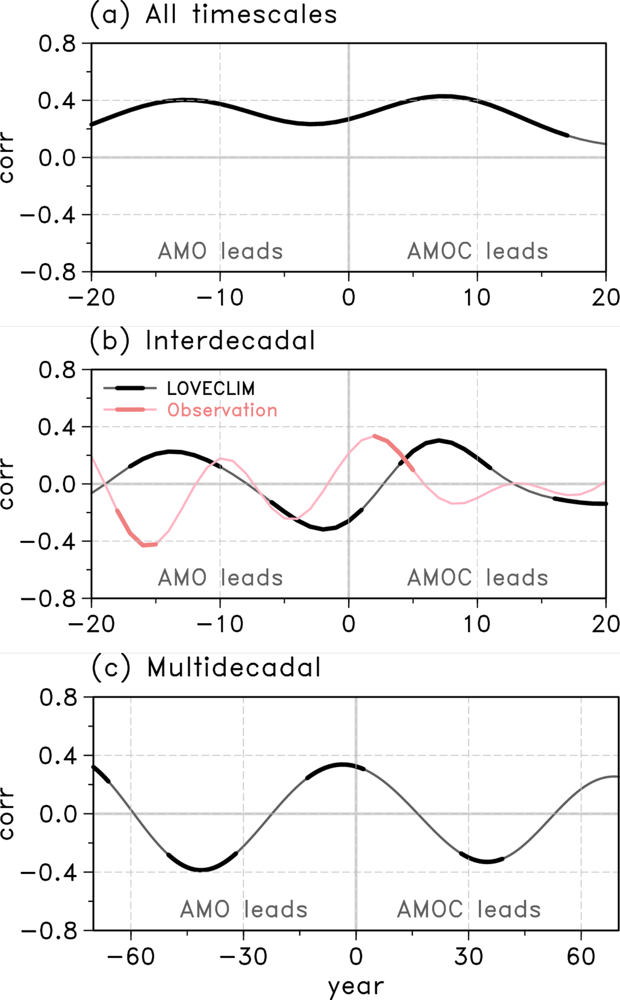 (a) All timescales
0.8
0.4
0.0
−0.4
−0.8
corr
AMO leads AMOC leads
−20 −10 0 10 20
(b) Interdecadal
0.8
0.4
0.0
−0.4
−0.8
corr
LOVECLIM
Observation
AMO leads AMOC leads
−20 −10 0 10 20
(c) Multidecadal
0.8
0.4
0.0
−0.4
−0.8
corr
AMO leads AMOC leads
−60 −30 0 30 60
year